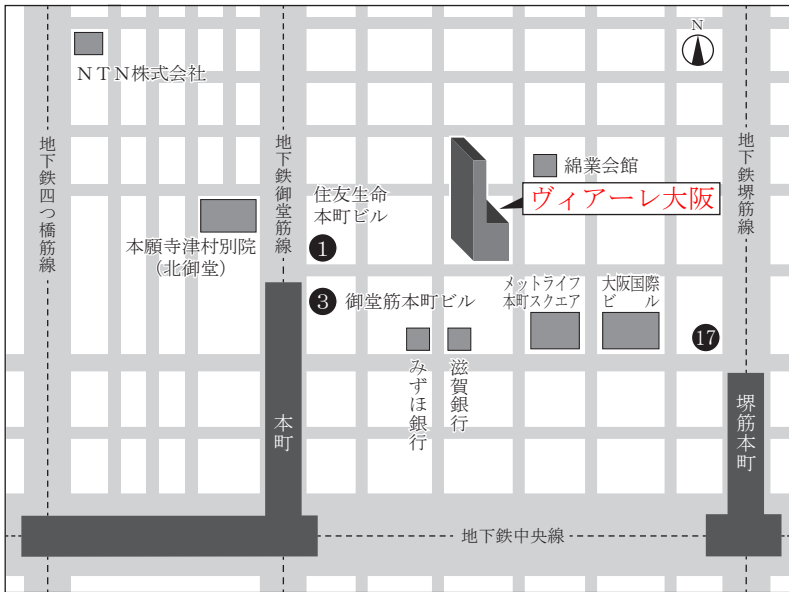 N
NTN株式会社
地下鉄四つ橋筋線
地下鉄御堂筋線
地下鉄堺筋線
綿業会館
ヴィアーレ大阪
住友生命
本町ビル
本願寺津村別院
(北御堂)
1
3
御堂筋本町ビル
メットライフ
本町スクエア
大阪国際
ビル
17
みずほ銀行
滋賀銀行
本町
堺筋本町
地下鉄中央線